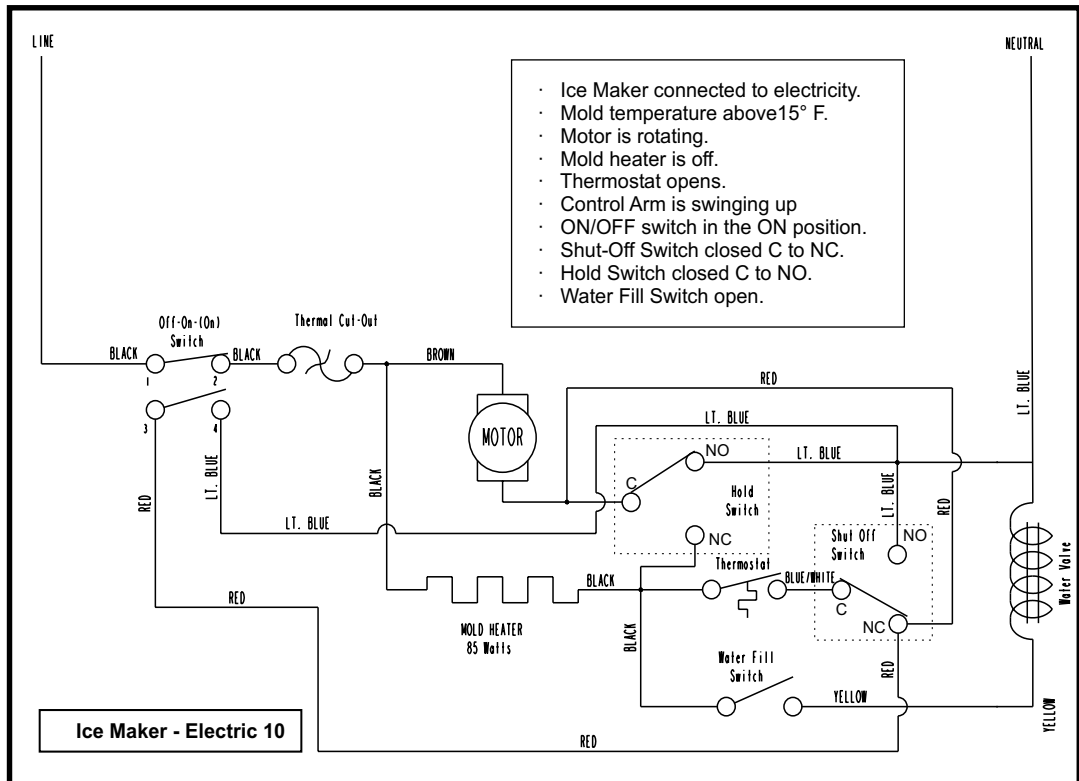 LINE
NEUTRAL
· Ice Maker connected to electricity.
· Mold temperature above15° F.
· Motor is rotating.
· Mold heater is off.
· Thermostat opens.
· Control Arm is swinging up
· ON/OFF switch in the ON position.
· Shut-Off Switch closed C to NC.
· Hold Switch closed C to NO.
· Water Fill Switch open.
Off-On-(On)
Switch
Thermal Cut-Out
BLACK
BLACK
BROWN
1
2
RED
LT. BLUE
3
4
LT. BLUE
MOTOR
NO
LT. BLUE
C
Hold
Switch
BLACK
RED
LT. BLUE
LT. BLUE
RED
LT. BLUE
NC
Shut Off
Switch
NO
Thermostat
BLACK
BLUE/WHITE
C
NC
Water Valve
RED
MOLD HEATER
85 Watts
BLACK
Water Fill
Switch
RED
YELLOW
YELLOW
Ice Maker - Electric 10
RED